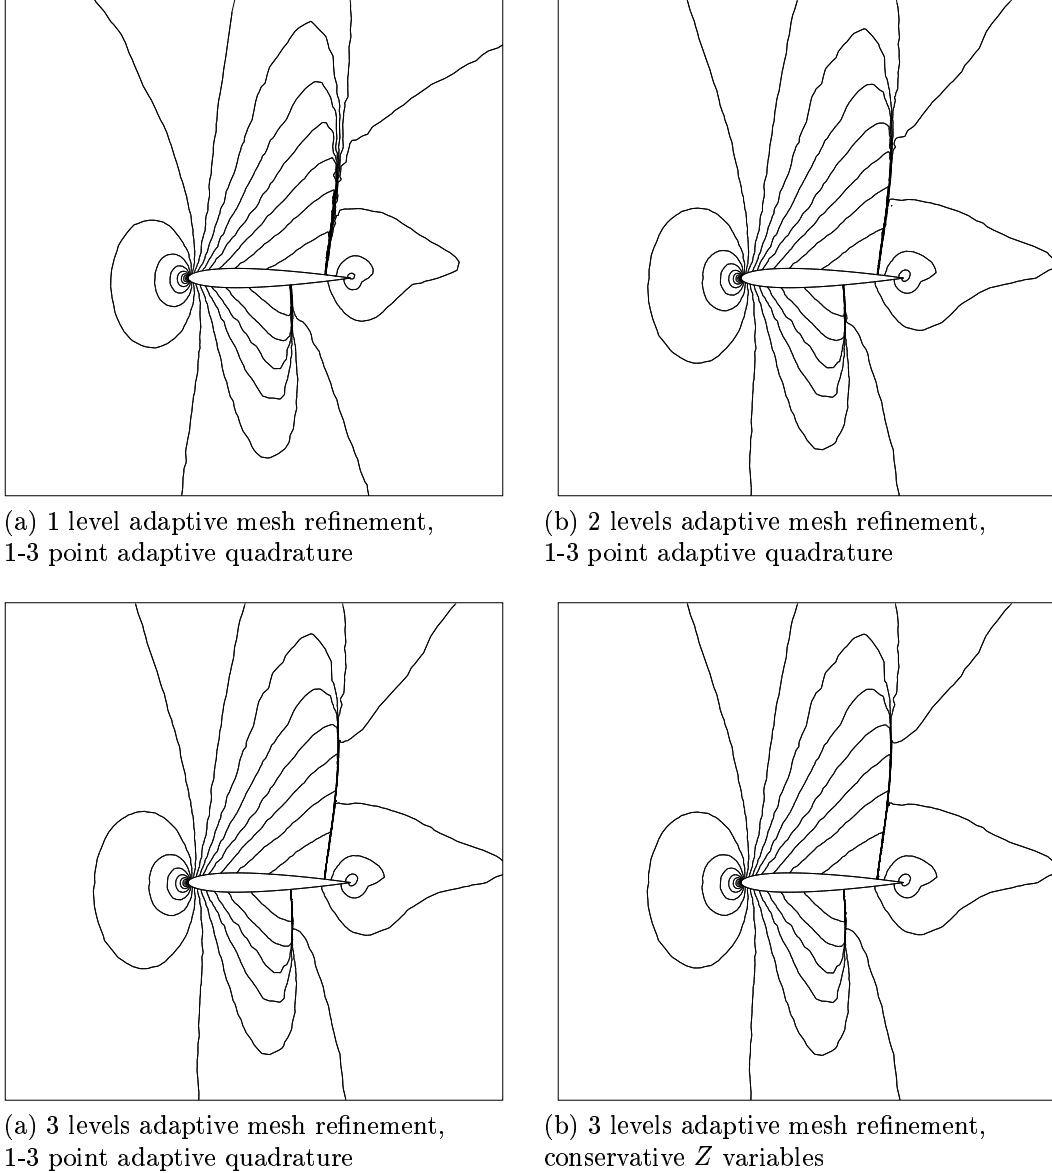 (a) 1 level adaptive mesh refinement,
1-3 point adaptive quadrature
(b) 2 levels adaptive mesh refinement,
1-3 point adaptive quadrature
(a) 3 levels adaptive mesh refinement,
1-3 point adaptive quadrature
(b) 3 levels adaptive mesh refinement,
conservative Z variables